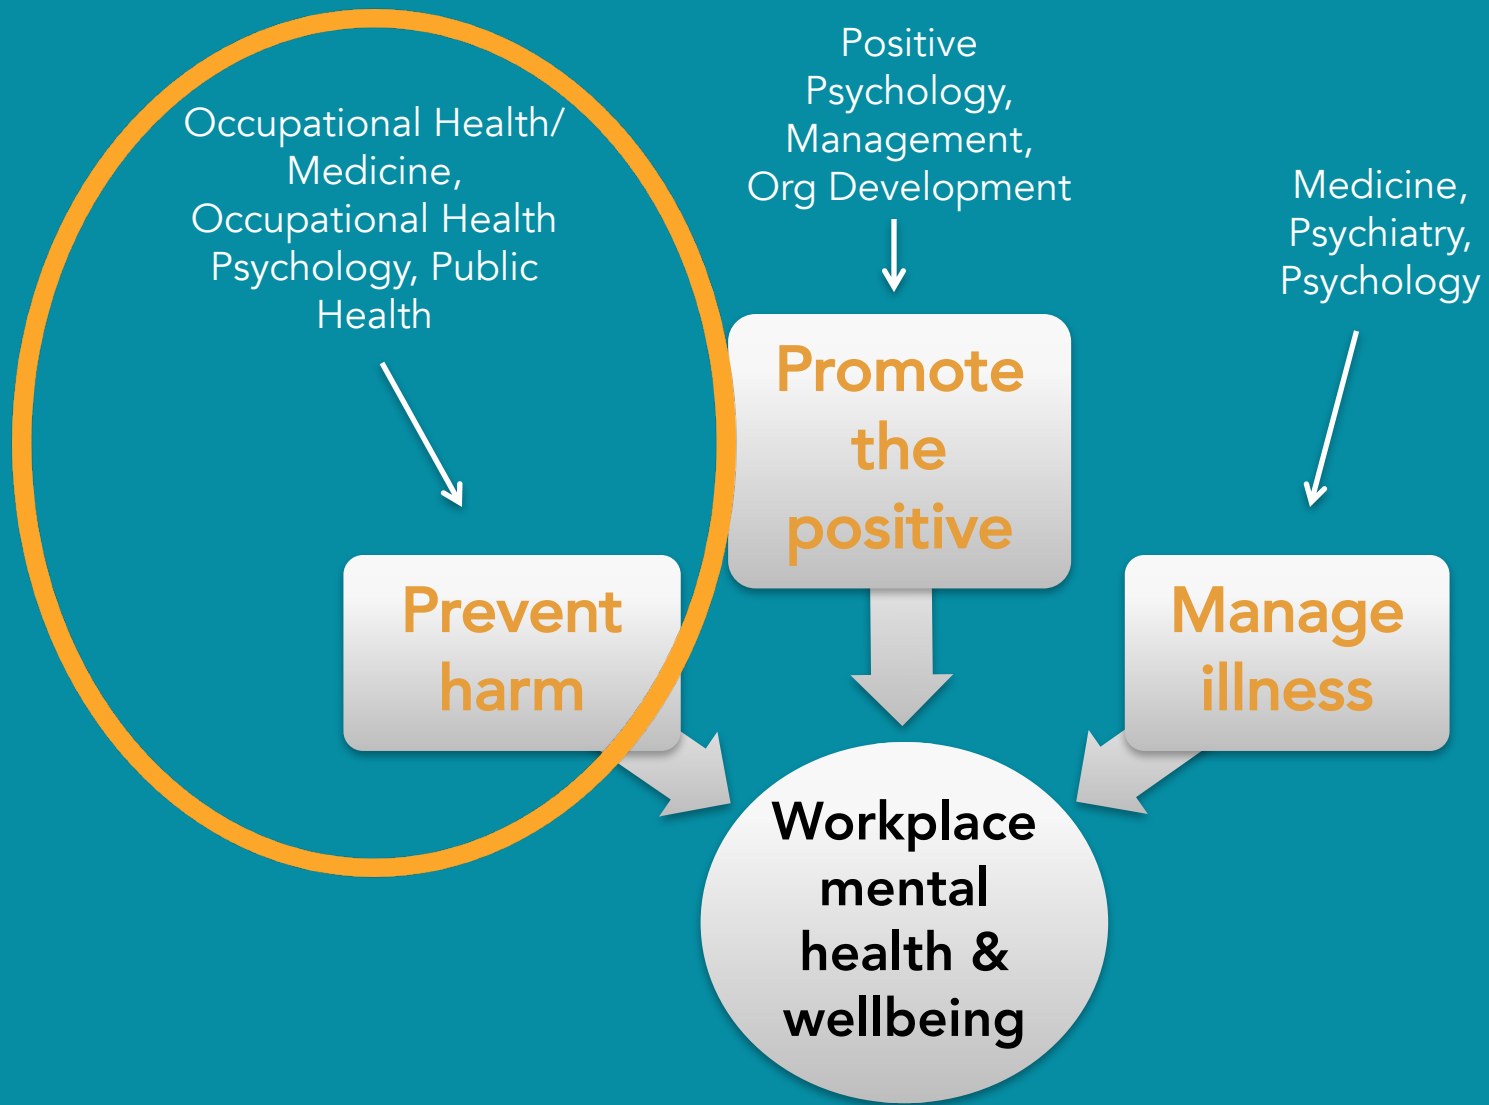 Occupational Health/
Medicine,
Occupational Health
Psychology, Public
Health
Positive
Psychology,
Management,
Org Development
Medicine,
Psychiatry,
Psychology
Prevent
harm
Promote
the
positive
Manage
illness
Workplace
mental
health &
wellbeing